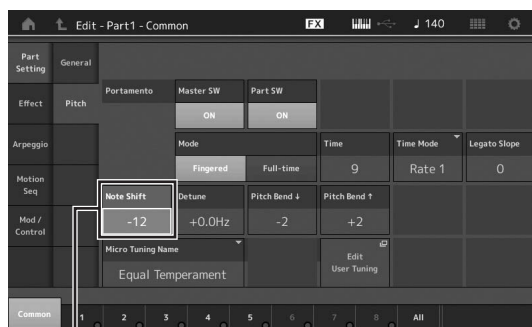 Edit - Part1 - Common
FX
♩ 140
Part Setting
General
Effect
Pitch
Arpeggio
Motion Seq
Mod / Control
Portamento
Master SW
Part SW
ON
ON
Mode
Time
Time Mode
Legato Slope
Fingered
Full-time
9
Rate 1
0
Note Shift
Detune
Pitch Bend ↓
Pitch Bend ↑
-12
+0.0Hz
-2
+2
Micro Tuning Name
Equal Temperament
Edit User Tuning
Common
1
2
3
4
5
6
7
8
All